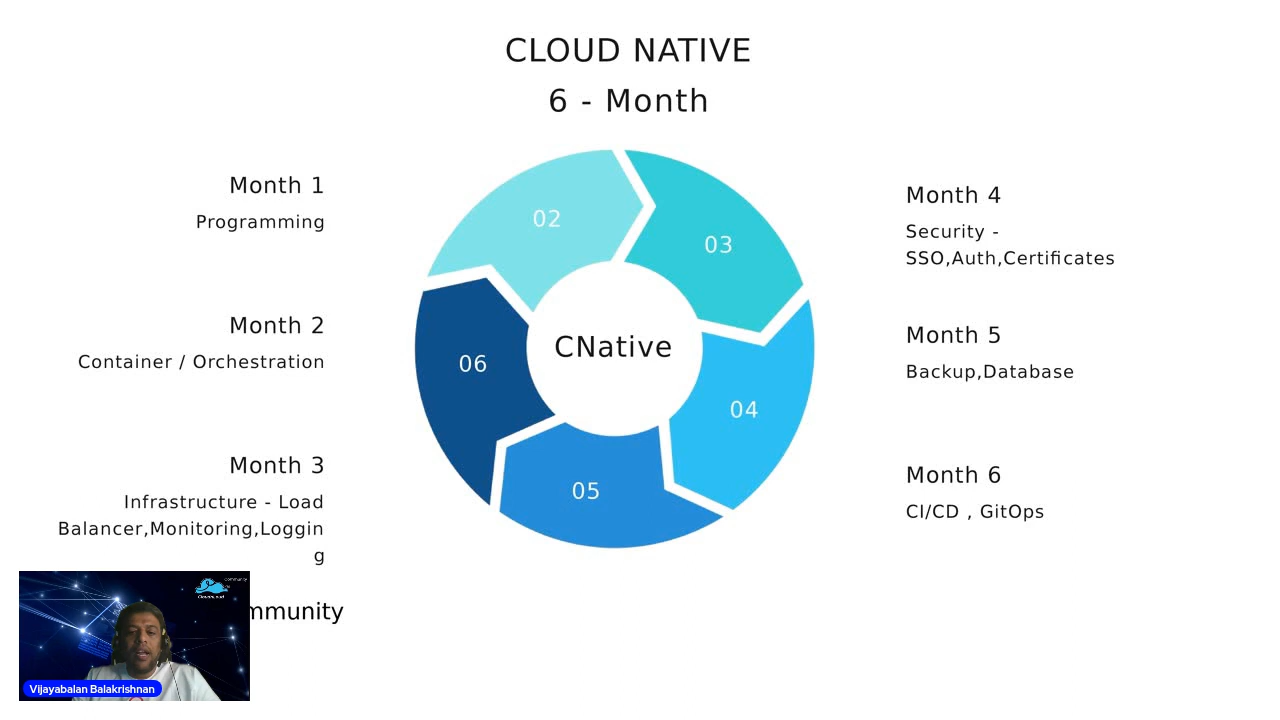 CLOUD NATIVE
6 - Month
Month 1
Programming
Month 2
Container / Orchestration
Month 3
Infrastructure - Load
Balancer,Monitoring,Loggin
g
02
03
04
05
06
CNative
Month 4
Security -
SSO,Auth,Certificates
Month 5
Backup,Database
Month 6
CI/CD , GitOps
mmunity
Community
Vijayabalan Balakrishnan